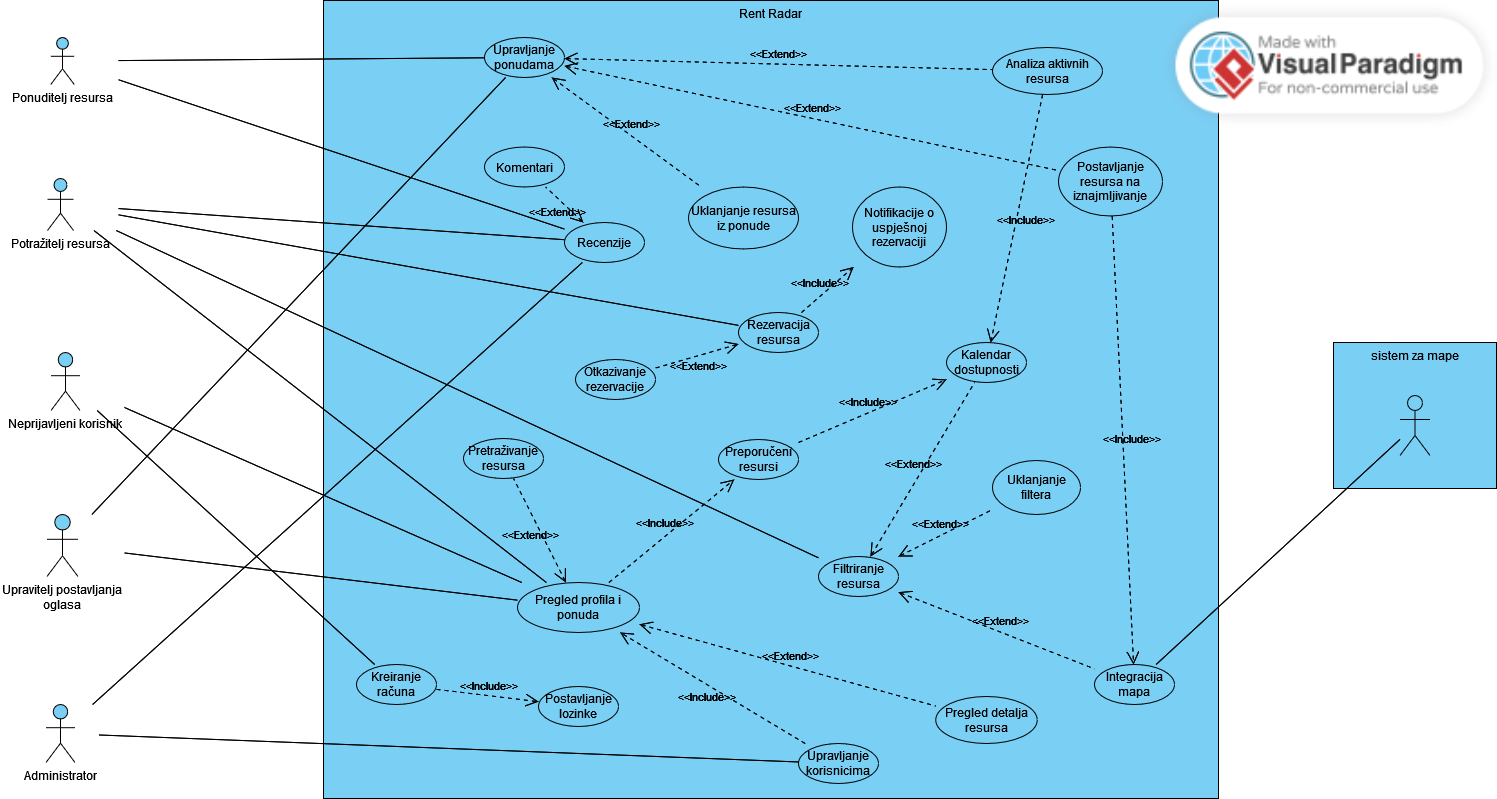 Rent Radar
Made with
Visual Paradigm
For non-commercial use
Ponuditelj resursa
Upravljanje
ponudama
<<Extend>>
Analiza aktivnih
resursa
<<Extend>>
<<Extend>>
Komentari
Postavljanje
resursa na
iznajmljivanje
Potražitelj resursa
<<Extend>>
Uklanjanje resursa
iz ponude
Notifikacije o
uspješnoj
rezervaciji
<<Include>>
Recenzije
<<Include>>
Rezervacija
resursa
Kalendar
dostupnosti
sistem za mape
<<Extend>>
Otkazivanje
rezervacije
<<Include>>
Neprijavljeni korisnik
<<Include>>
Pretraživanje
resursa
Preporučeni
resursi
<<Extend>>
Uklanjanje
filtera
<<Include>>
<<Extend>>
<<Extend>>
Filtriranje
resursa
Upravitelj postavljanja
oglasa
Pregled profila i
ponuda
<<Extend>>
<<Extend>>
Kreiranje
računa
<<Include>>
Integracija
mapa
<<Include>>
Postavljanje
lozinke
Pregled detalja
resursa
Upravljanje
korisnicima
Administrator